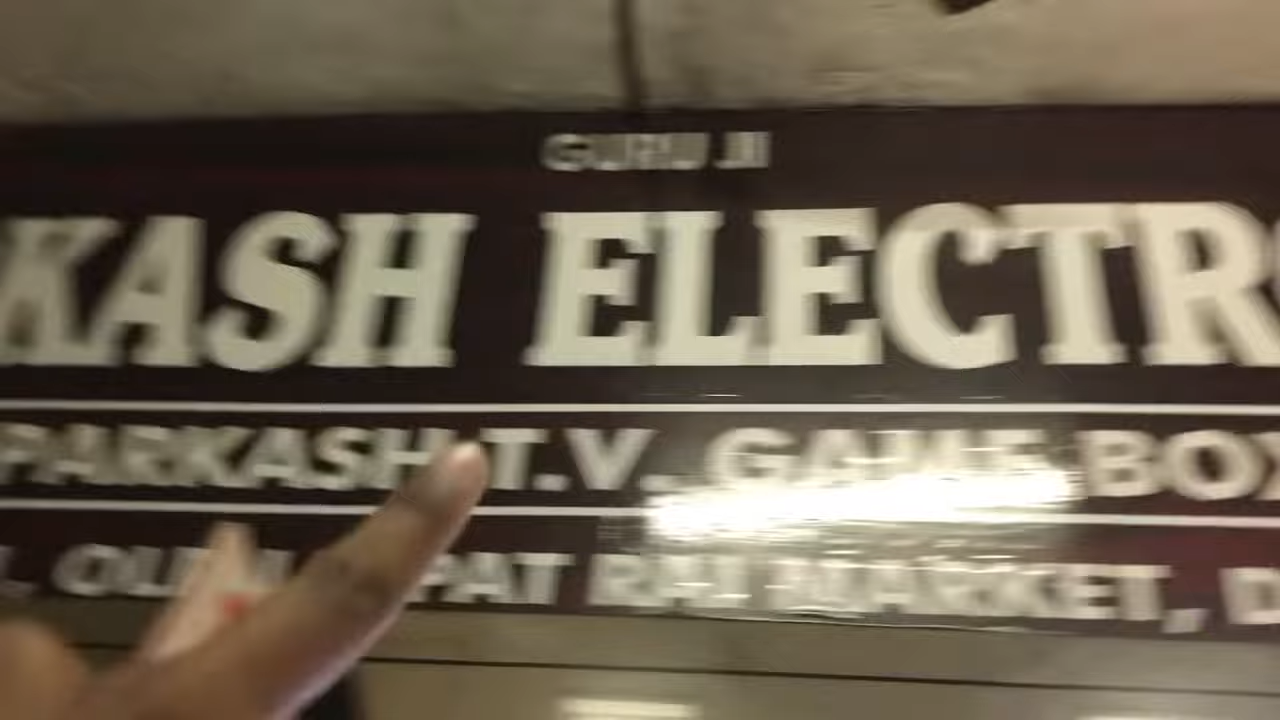 GURU JI
KASH ELECTR
PARKASH T.V. GAME BOX
PAT RAI MARKET, D